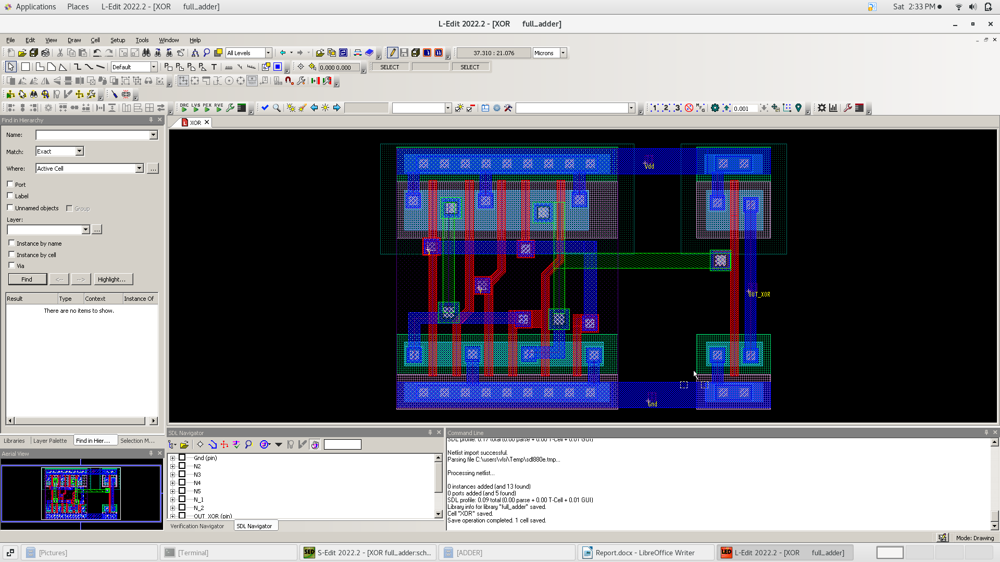 Applications Places L-Edit 2022.2 - [XOR full_adder] Sat 2:33 PM
L-Edit 2022.2 - [XOR full_adder]
File Edit View Draw Cell Setup Tools Window Help
All Levels 37.310 : 21.076 Microns
Default T 0.000 0.000 SELECT SELECT
TEXT
DRC LVS PEX RVE 1 2 3 0.001
Find in Hierarchy
XOR
Name:
Match: Exact
Where: Active Cell ...
Port
Label
Unnamed objects Group
Layer:
...
Instance by name
Instance by cell
Via
Find <-- --> Highlight...
Result Type Context Instance Of
There are no items to show.
Vdd
OUT_XOR
Gnd
Libraries Layer Palette Find in Hier... Selection M...
Aerial View
SDL Navigator
Gnd (pin)
N2
N3
N4
N5
N_1
N_2
OUT_XOR (pin)
Verification Navigator SDL Navigator
Command Line
SDL profile: 0.17 total (0.00 parse + 0.00 T-Cell + 0.01 GUI)
Netlist import successful.
Parsing file C:\users\vlsi\Temp\sdl880e.tmp...
Processing netlist...
0 instances added (and 13 found)
0 ports added (and 5 found)
SDL profile: 0.09 total (0.00 parse + 0.00 T-Cell + 0.01 GUI)
Library info for library "full_adder" saved.
Cell "XOR" saved.
Save operation completed. 1 cell saved.
Mode: Drawing
[Pictures] [Terminal] S-Edit 2022.2 - [XOR full_adder:sch... [ADDER] Report.docx - LibreOffice Writer L-Edit 2022.2 - [XOR full_adder]